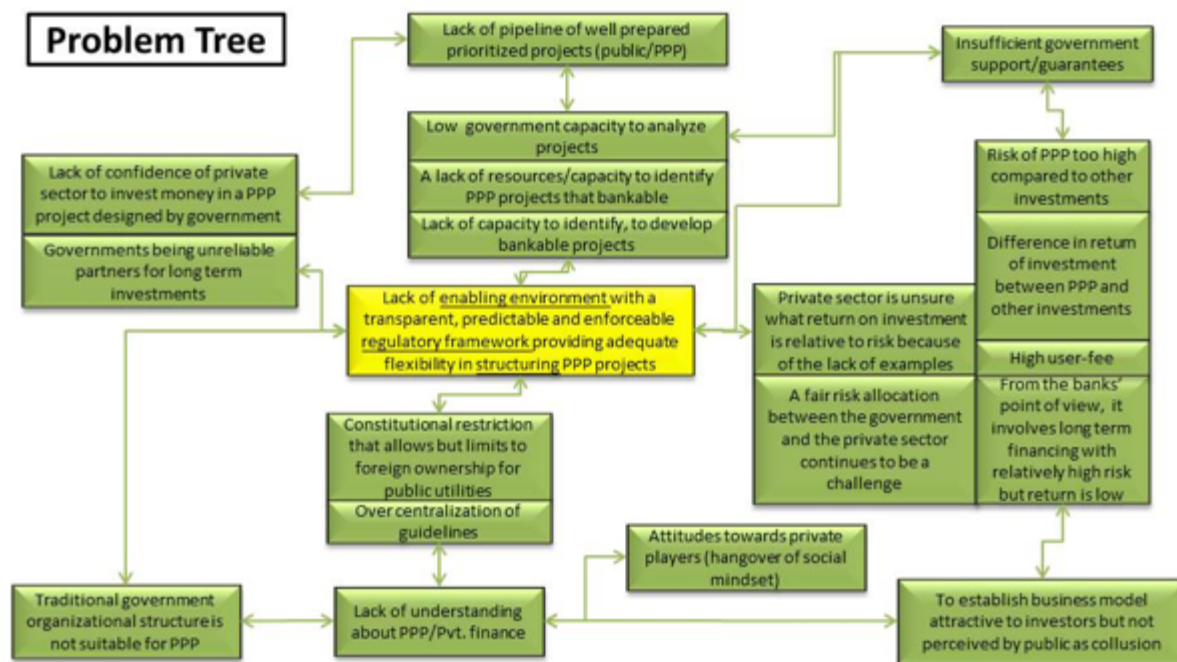 Problem Tree
Lack of pipeline of well prepared
prioritized projects (public/PPP)
Insufficient government
support/guarantees
Low government capacity to analyze
projects
A lack of resources/capacity to identify
PPP projects that bankable
Lack of capacity to identify, to develop
bankable projects
Lack of confidence of private
sector to invest money in a PPP
project designed by government
Governments being unreliable
partners for long term
investments
Risk of PPP too high
compared to other
investments
Difference in return
of investment
between PPP and
other investments
High user-fee
From the banks'
point of view, it
involves long term
financing with
relatively high risk
but return is low
Lack of enabling environment with a
transparent, predictable and enforceable
regulatory framework providing adequate
flexibility in structuring PPP projects
Private sector is unsure
what return on investment
is relative to risk because
of the lack of examples
A fair risk allocation
between the government
and the private sector
continues to be a
challenge
Constitutional restriction
that allows but limits to
foreign ownership for
public utilities
Over centralization of
guidelines
Attitudes towards private
players (hangover of social
mindset)
Traditional government
organizational structure is
not suitable for PPP
Lack of understanding
about PPP/Pvt. finance
To establish business model
attractive to investors but not
perceived by public as collusion